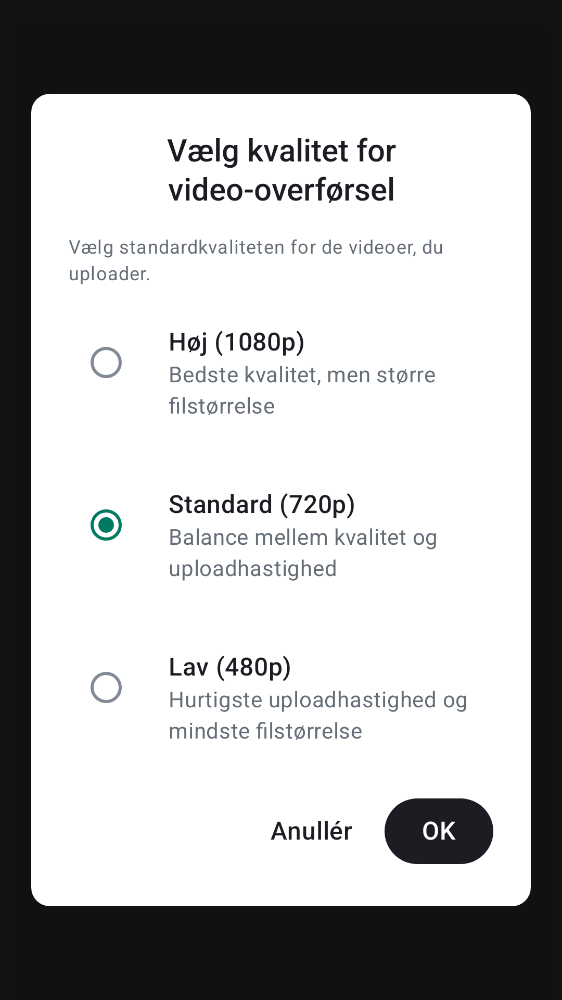 Vælg kvalitet for
video-overførsel
Vælg standardkvaliteten for de videoer, du
uploader.
Høj (1080p)
Bedste kvalitet, men større
filstørrelse
Standard (720p)
Balance mellem kvalitet og
uploadhastighed
Lav (480p)
Hurtigste uploadhastighed og
mindste filstørrelse
Anullér
OK